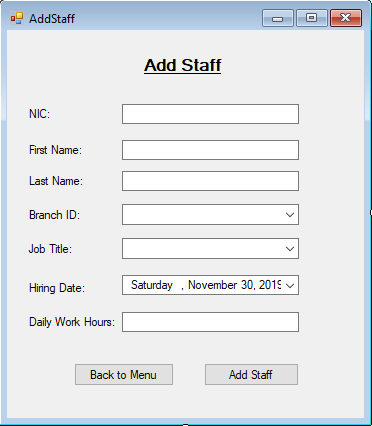 AddStaff
Add Staff
NIC:
First Name:
Last Name:
Branch ID:
Job Title:
Hiring Date: Saturday , November 30, 2019
Daily Work Hours:
Back to Menu Add Staff